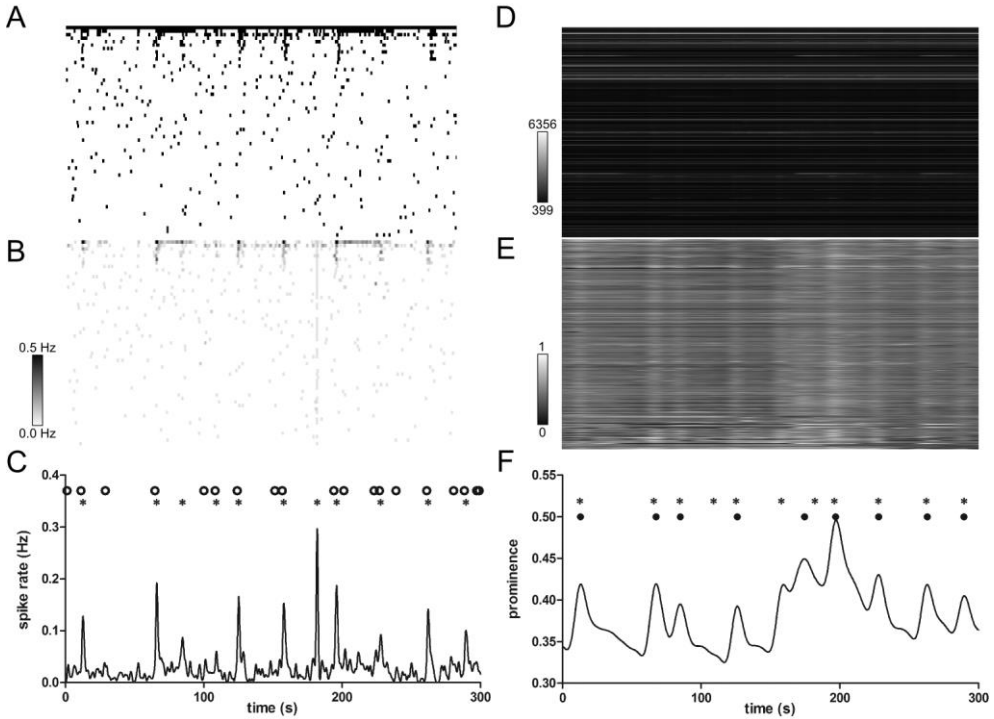 A
B
0.5 Hz
0.0 Hz
C
0.4
0.3
0.2
0.1
0.0
spike rate (Hz)
0 100 200 300
time (s)
D
6356
399
E
1
0
F
0.55
0.50
0.45
0.40
0.35
0.30
prominence
0 100 200 300
time (s)